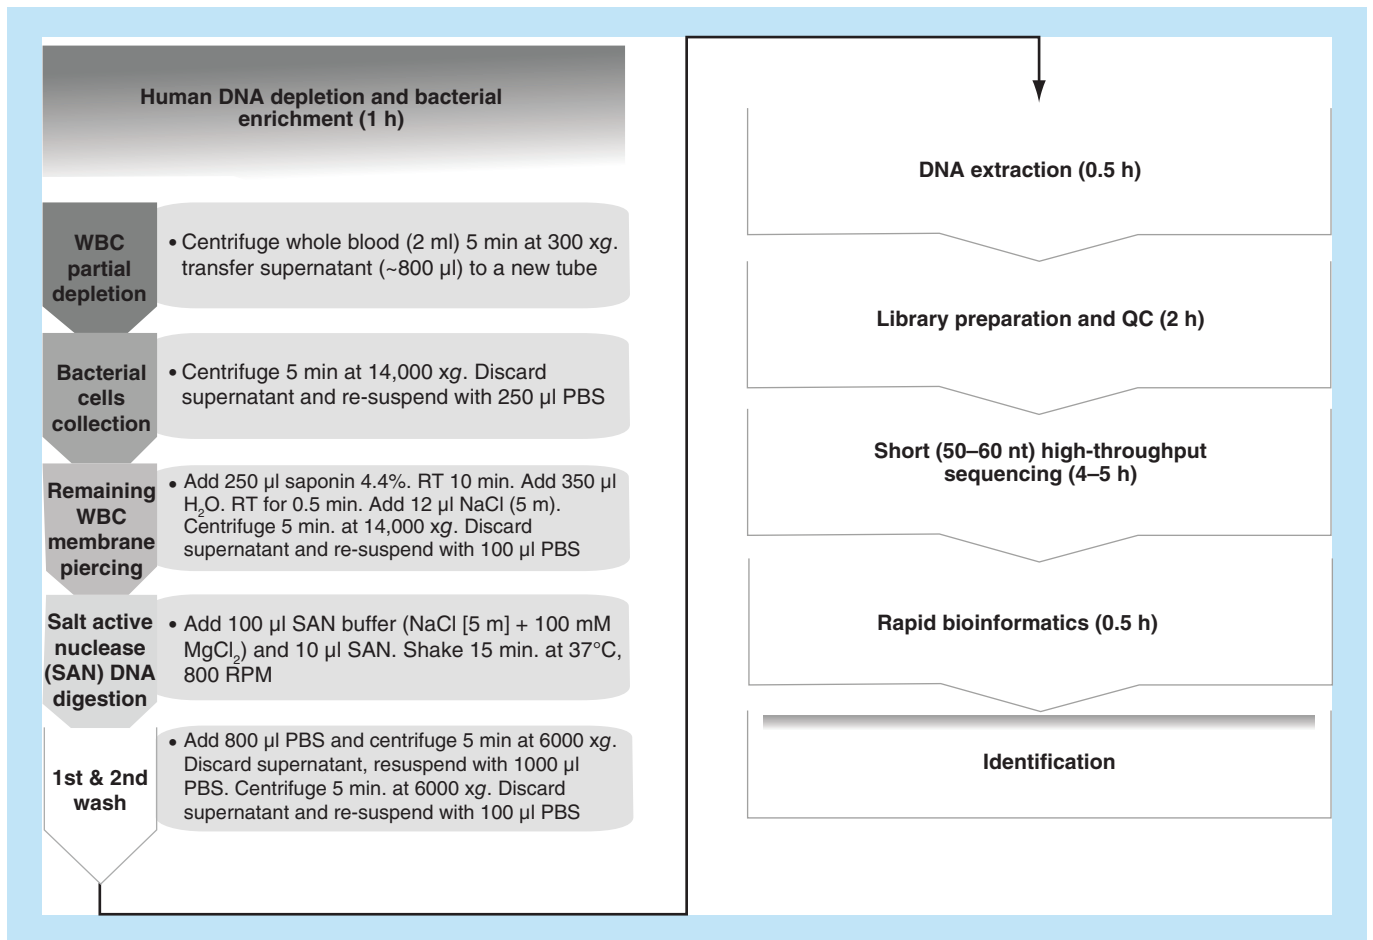 Human DNA depletion and bacterial
enrichment (1 h)
WBC
partial
depletion
• Centrifuge whole blood (2 ml) 5 min at 300 xg.
transfer supernatant (~800 µl) to a new tube
Bacterial
cells
collection
• Centrifuge 5 min at 14,000 xg. Discard
supernatant and re-suspend with 250 µl PBS
Remaining
WBC
membrane
piercing
• Add 250 µl saponin 4.4%. RT 10 min. Add 350 µl
H₂O. RT for 0.5 min. Add 12 µl NaCl (5 m).
Centrifuge 5 min. at 14,000 xg. Discard
supernatant and re-suspend with 100 µl PBS
Salt active
nuclease
(SAN) DNA
digestion
• Add 100 µl SAN buffer (NaCl [5 m] + 100 mM
MgCl₂) and 10 µl SAN. Shake 15 min. at 37°C,
800 RPM
1st & 2nd
wash
• Add 800 µl PBS and centrifuge 5 min at 6000 xg.
Discard supernatant, resuspend with 1000 µl
PBS. Centrifuge 5 min. at 6000 xg. Discard
supernatant and re-suspend with 100 µl PBS
DNA extraction (0.5 h)
Library preparation and QC (2 h)
Short (50–60 nt) high-throughput
sequencing (4–5 h)
Rapid bioinformatics (0.5 h)
Identification